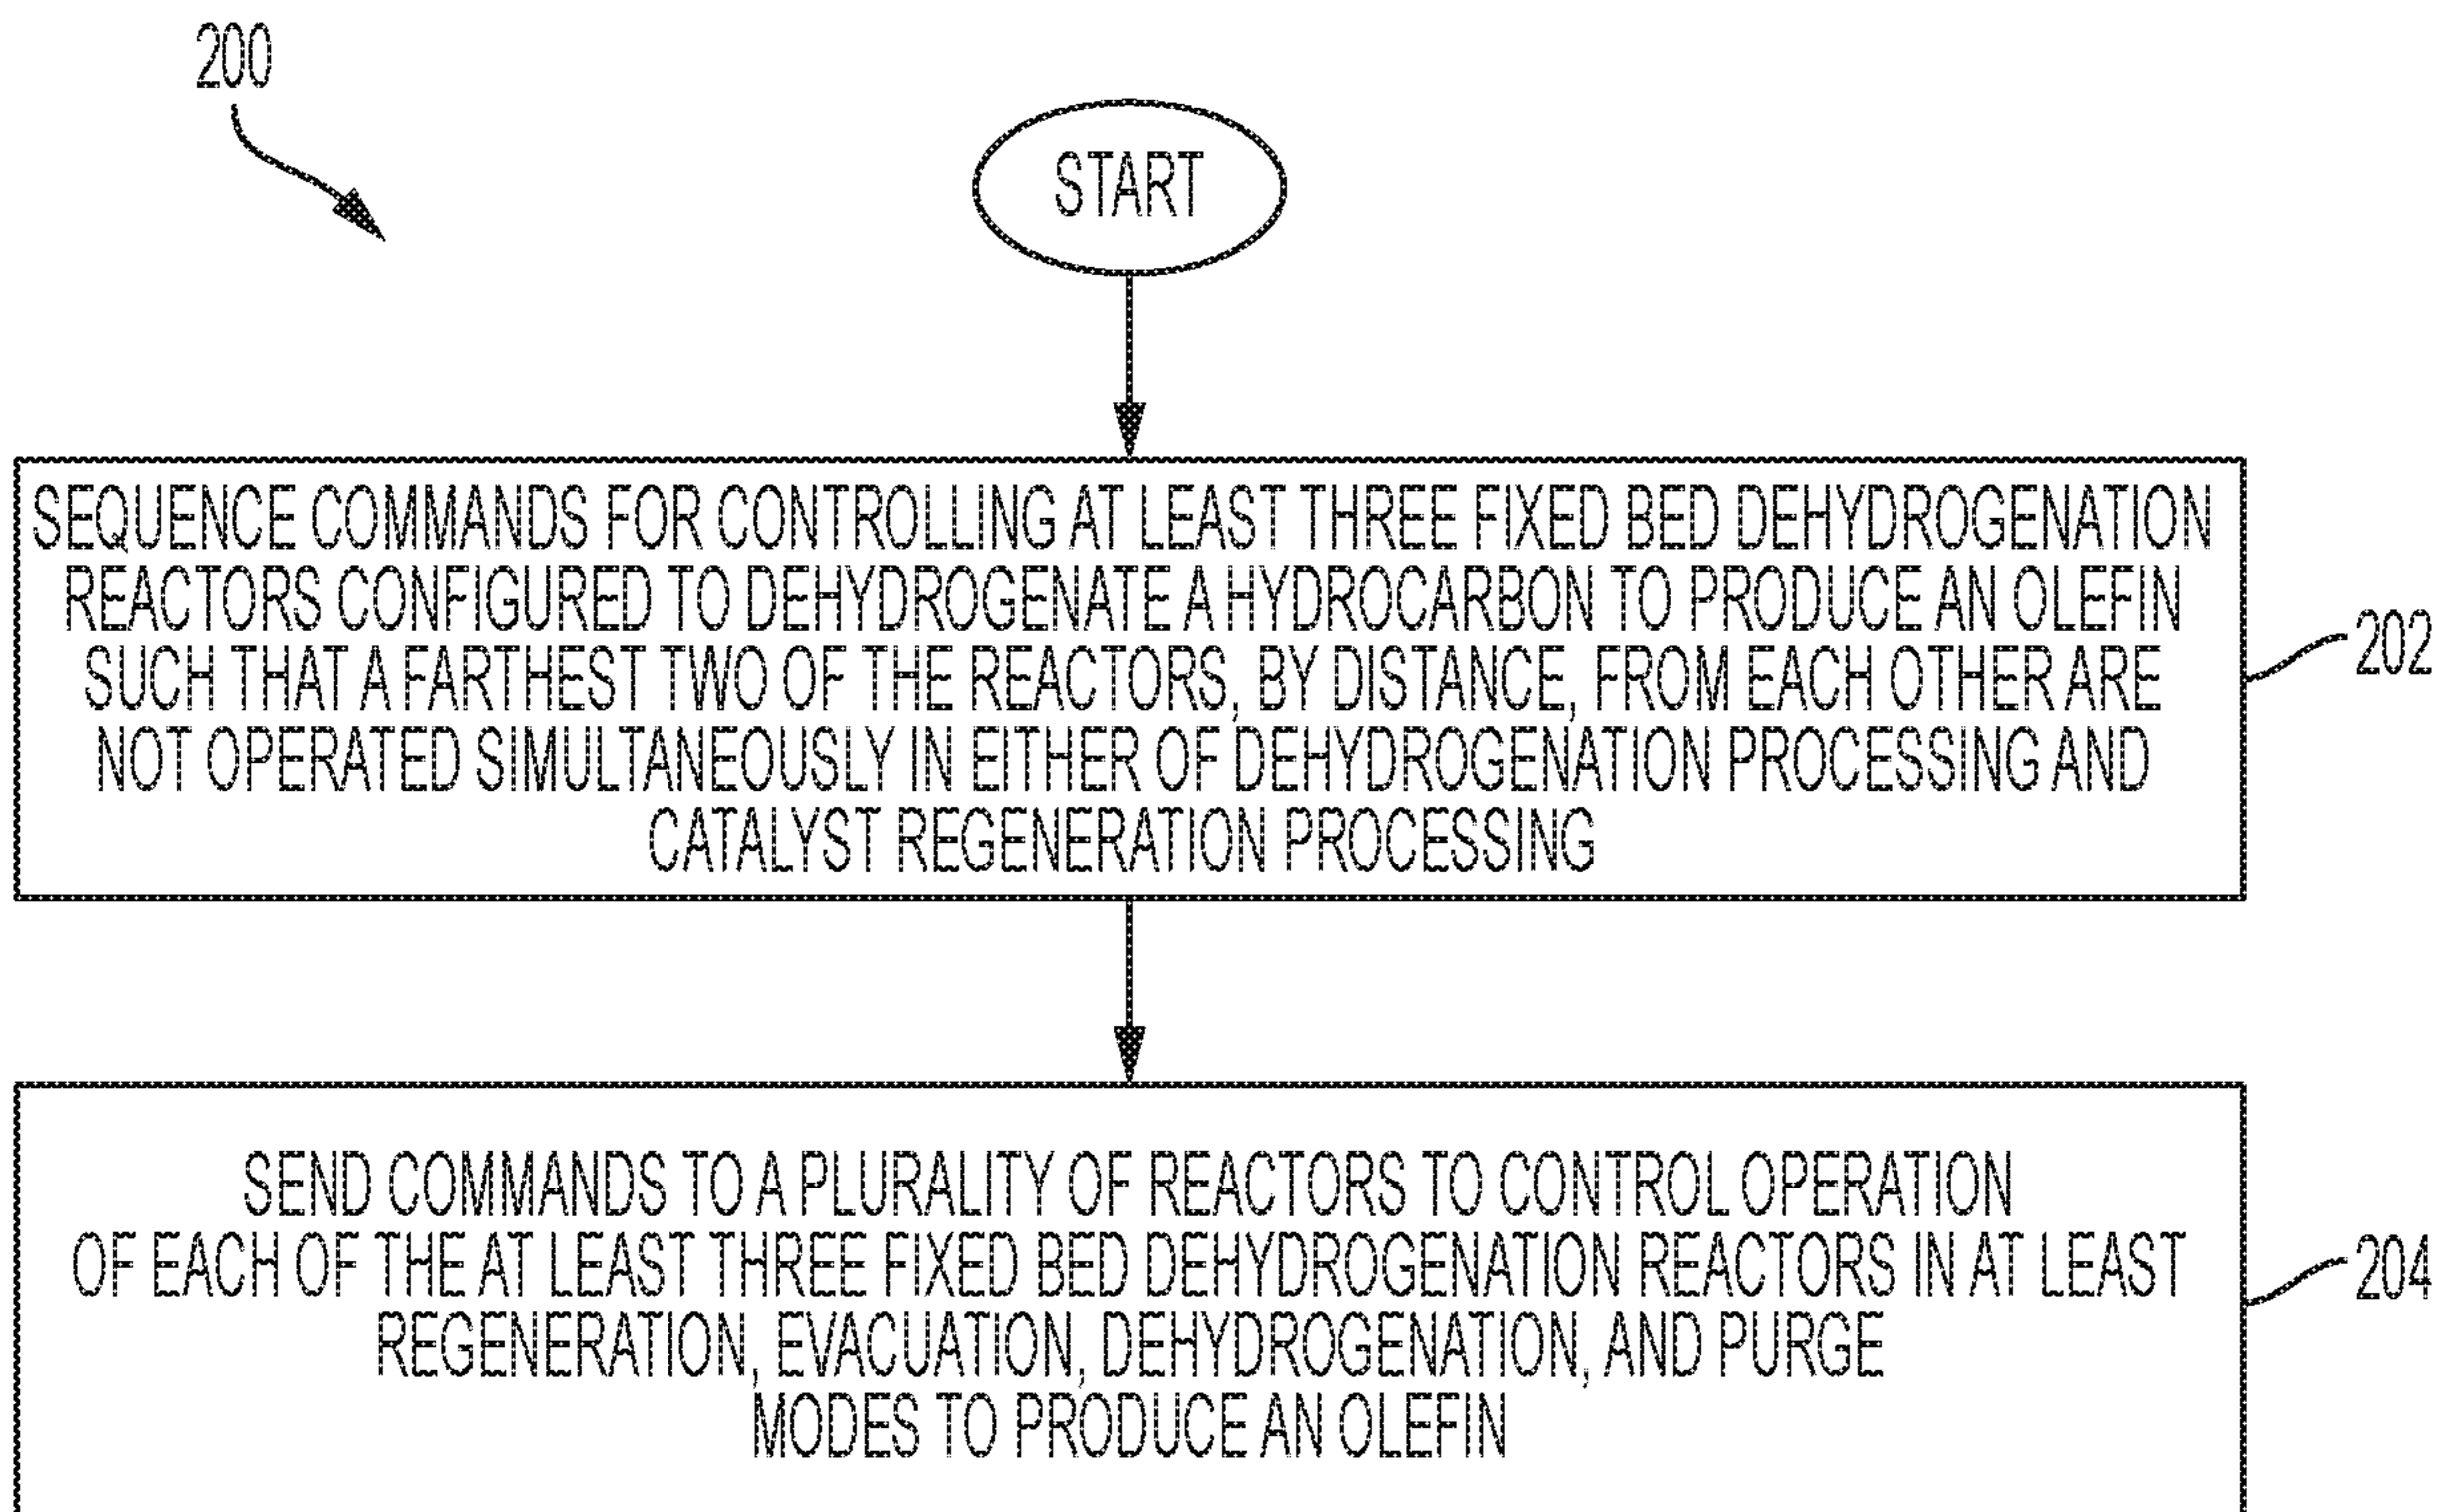 200
START
SEQUENCE COMMANDS FOR CONTROLLING AT LEAST THREE FIXED BED DEHYDROGENATION
REACTORS CONFIGURED TO DEHYDROGENATE A HYDROCARBON TO PRODUCE AN OLEFIN
SUCH THAT A FARTHEST TWO OF THE REACTORS, BY DISTANCE, FROM EACH OTHER ARE
NOT OPERATED SIMULTANEOUSLY IN EITHER OF DEHYDROGENATION PROCESSING AND
CATALYST REGENERATION PROCESSING
202
SEND COMMANDS TO A PLURALITY OF REACTORS TO CONTROL OPERATION
OF EACH OF THE AT LEAST THREE FIXED BED DEHYDROGENATION REACTORS IN AT LEAST
REGENERATION, EVACUATION, DEHYDROGENATION, AND PURGE
MODES TO PRODUCE AN OLEFIN
204